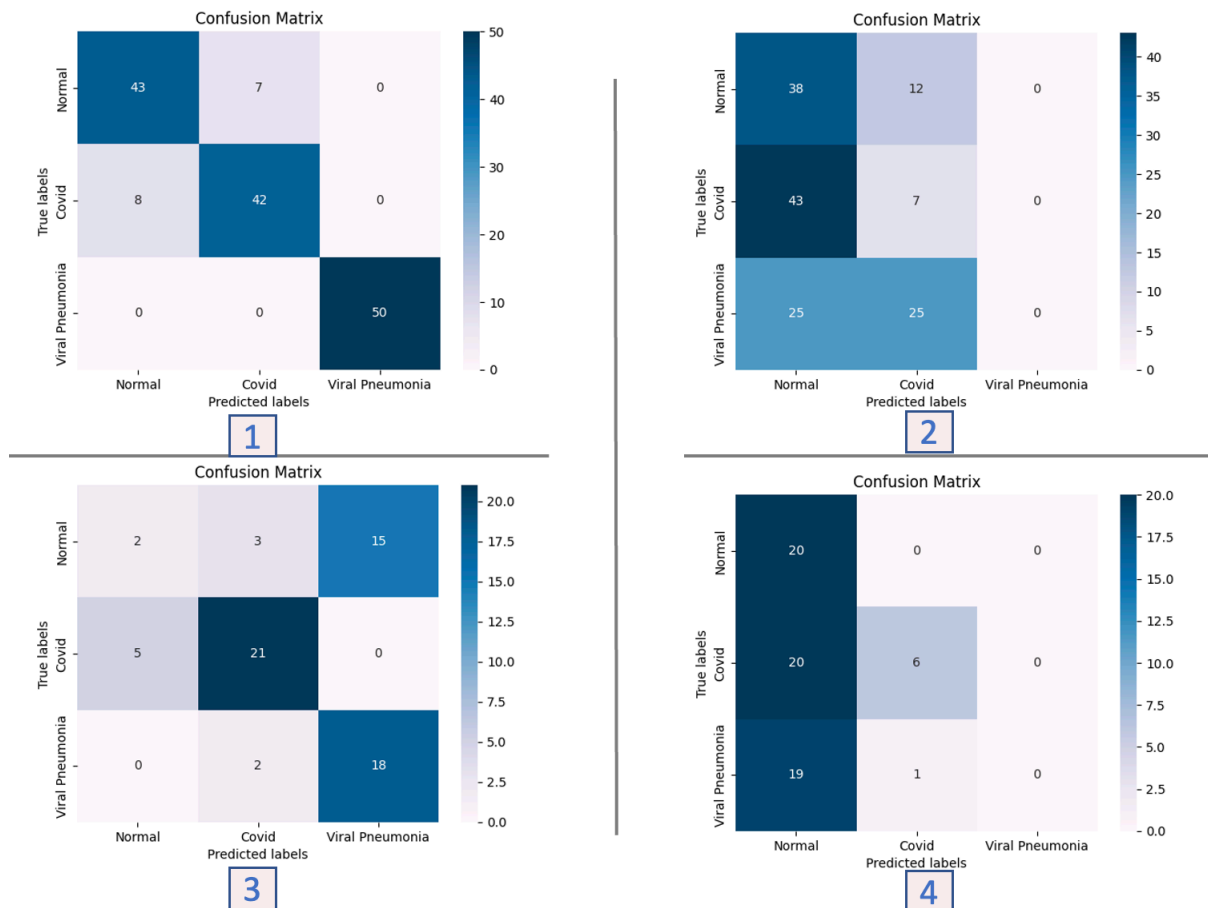 Confusion Matrix
50
Normal
43 7 0
40
30
True labels
Covid
8 42 0
20
Viral Pneumonia
10
0 0 50
0
Normal Covid Viral Pneumonia
Predicted labels
1
Confusion Matrix
40
Normal
38 12 0
35
30
25
True labels
Covid
43 7 0
20
15
Viral Pneumonia
10
25 25 0
5
0
Normal Covid Viral Pneumonia
Predicted labels
2
Confusion Matrix
20.0
Normal
2 3 15
17.5
15.0
12.5
True labels
Covid
5 21 0
10.0
7.5
Viral Pneumonia
5.0
0 2 18
2.5
0.0
Normal Covid Viral Pneumonia
Predicted labels
3
Confusion Matrix
20.0
Normal
20 0 0
17.5
15.0
12.5
True labels
Covid
20 6 0
10.0
7.5
Viral Pneumonia
5.0
19 1 0
2.5
0.0
Normal Covid Viral Pneumonia
Predicted labels
4